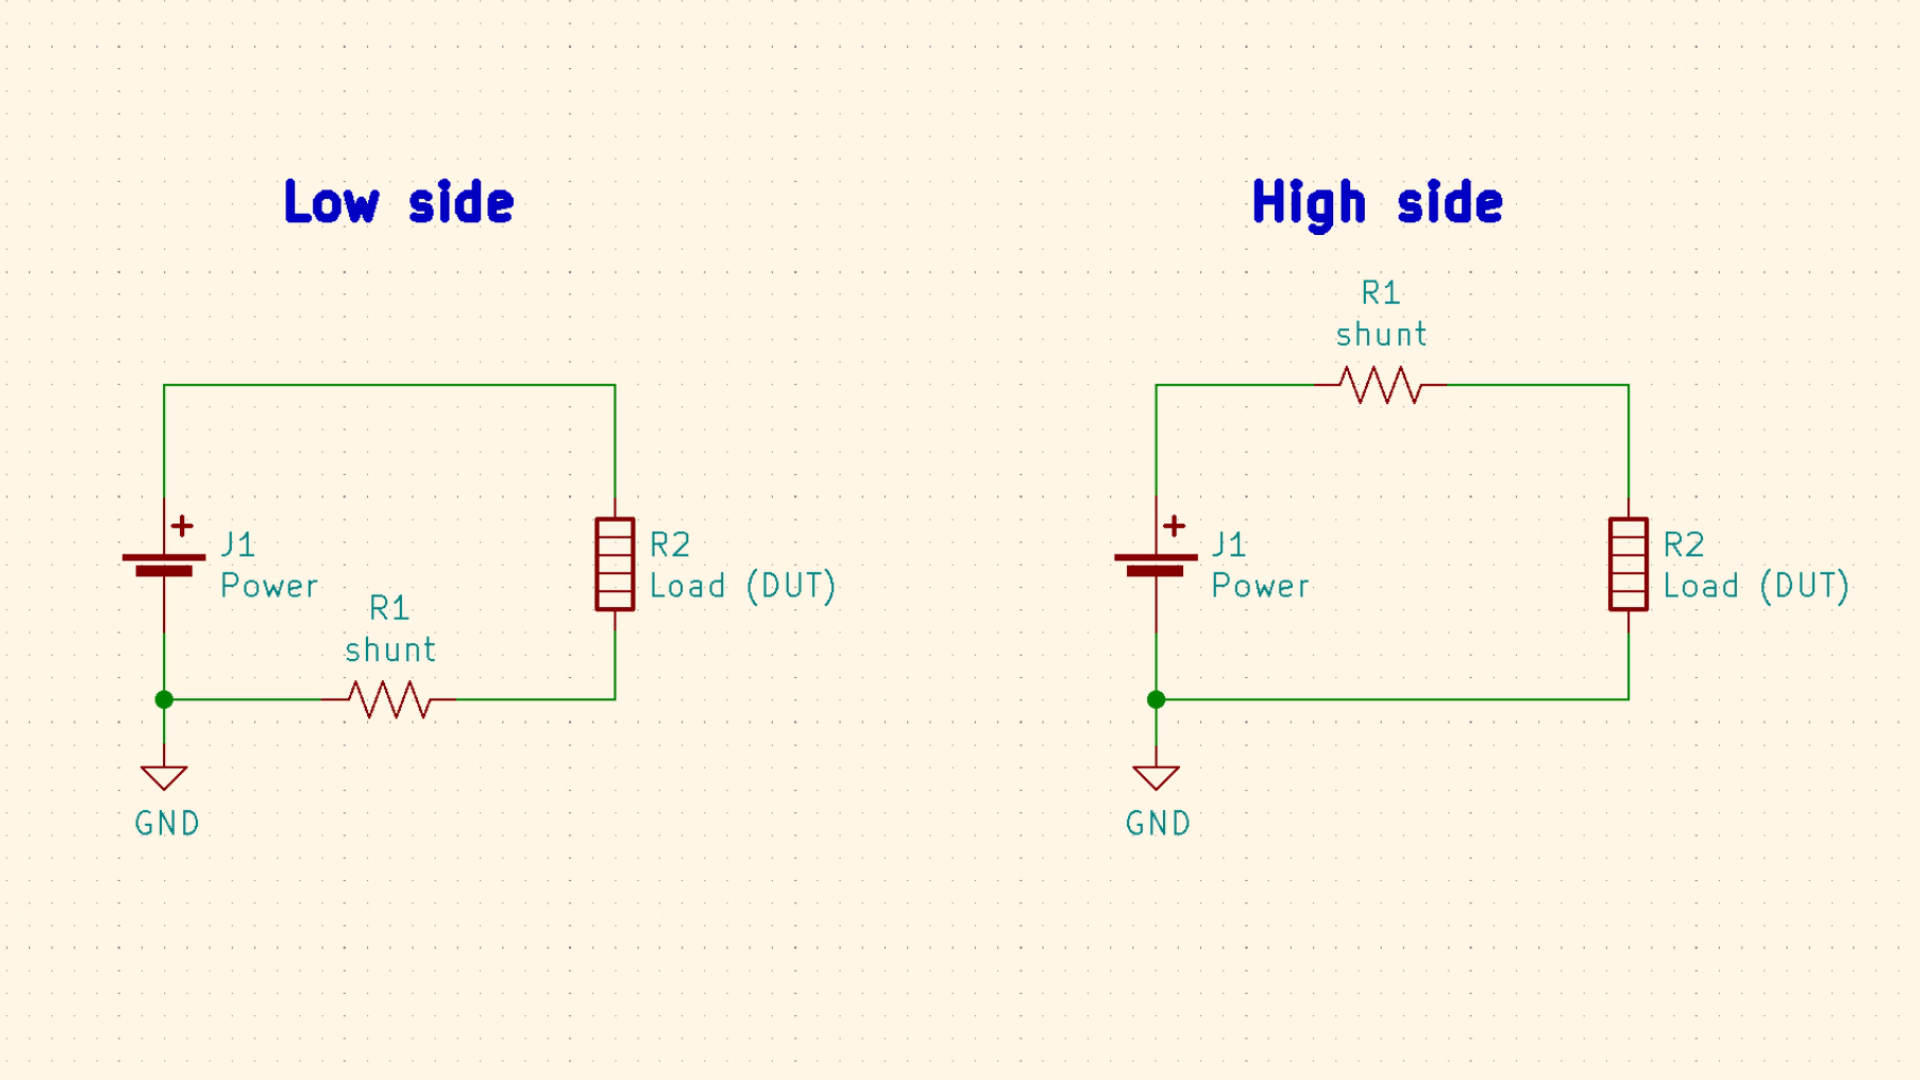 Low side
+
J1
Power
R1
shunt
R2
Load (DUT)
GND
High side
R1
shunt
+
J1
Power
R2
Load (DUT)
GND